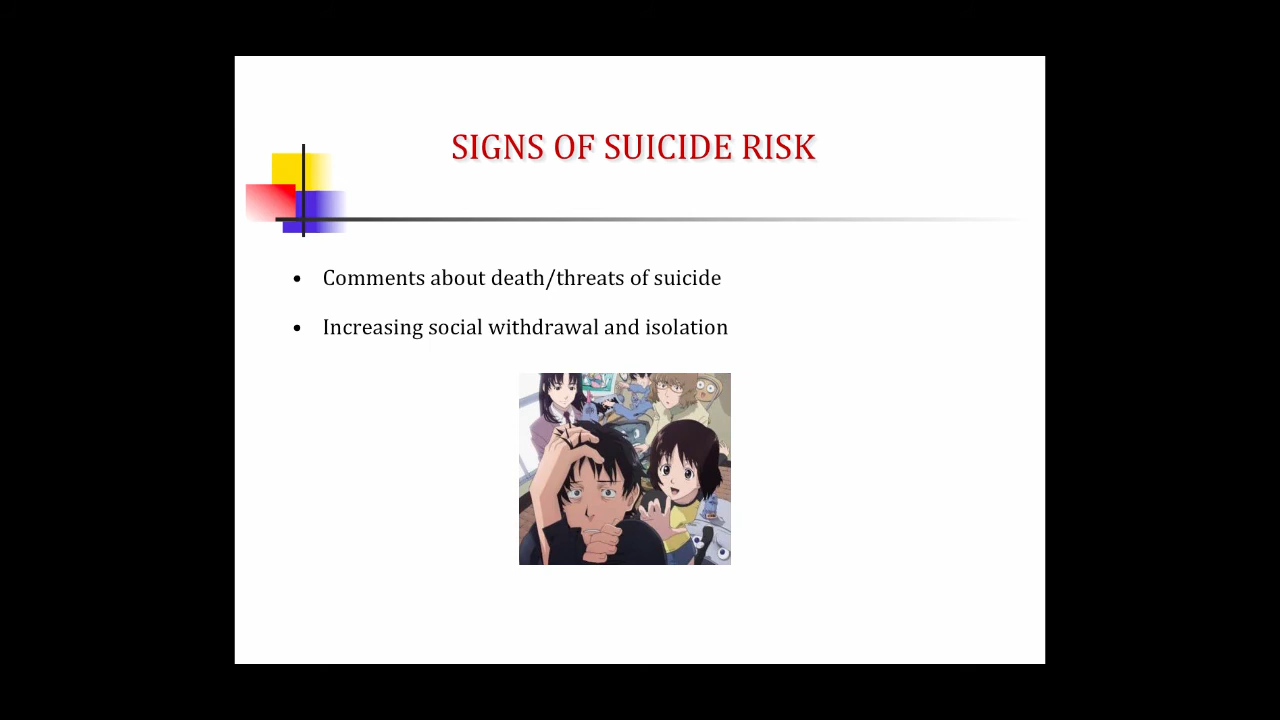 SIGNS OF SUICIDE RISK
• Comments about death/threats of suicide
• Increasing social withdrawal and isolation